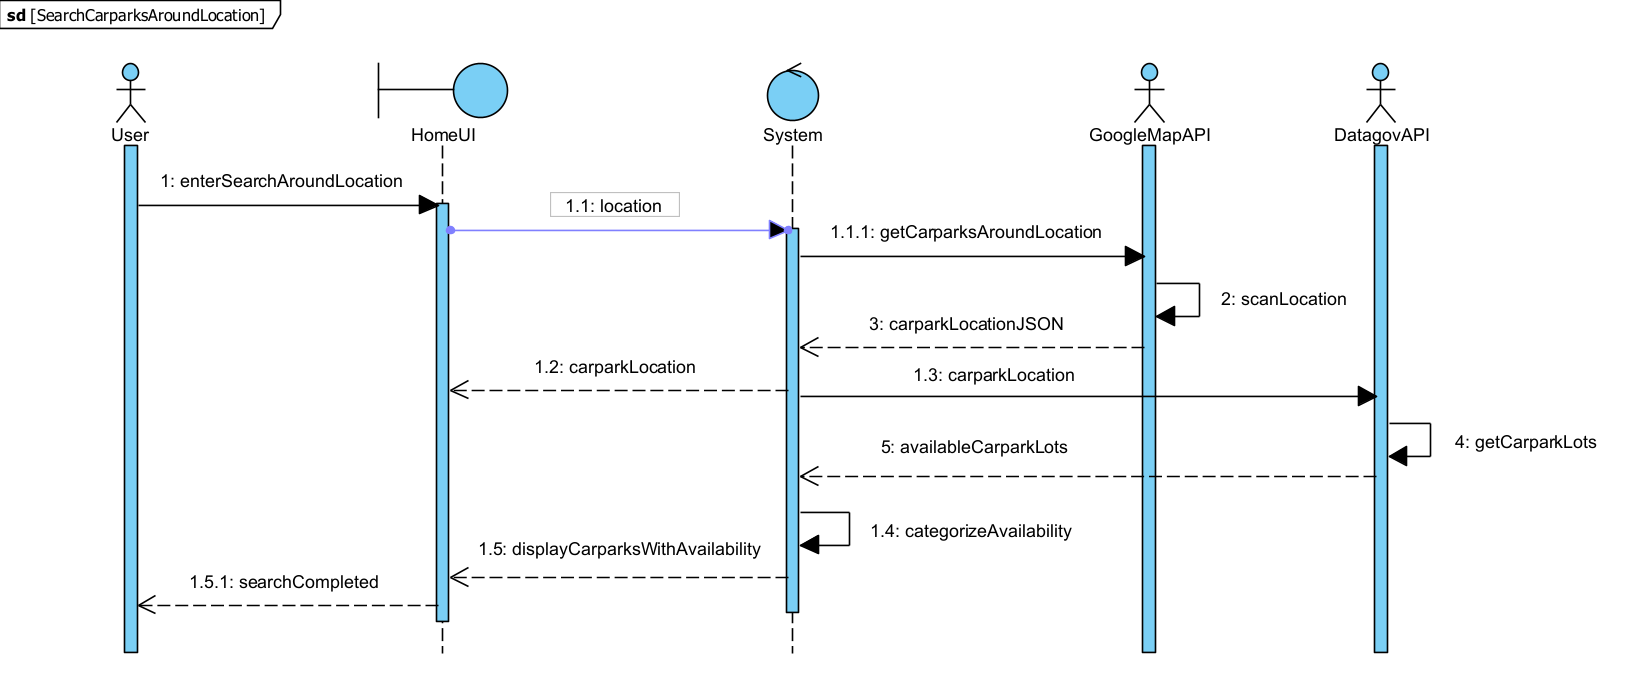 sd [SearchCarparksAroundLocation]
User
HomeUI
System
GoogleMapAPI
DatagovAPI
1: enterSearchAroundLocation
1.1: location
1.1.1: getCarparksAroundLocation
2: scanLocation
3: carparkLocationJSON
1.2: carparkLocation
1.3: carparkLocation
4: getCarparkLots
5: availableCarparkLots
1.4: categorizeAvailability
1.5: displayCarparksWithAvailability
1.5.1: searchCompleted